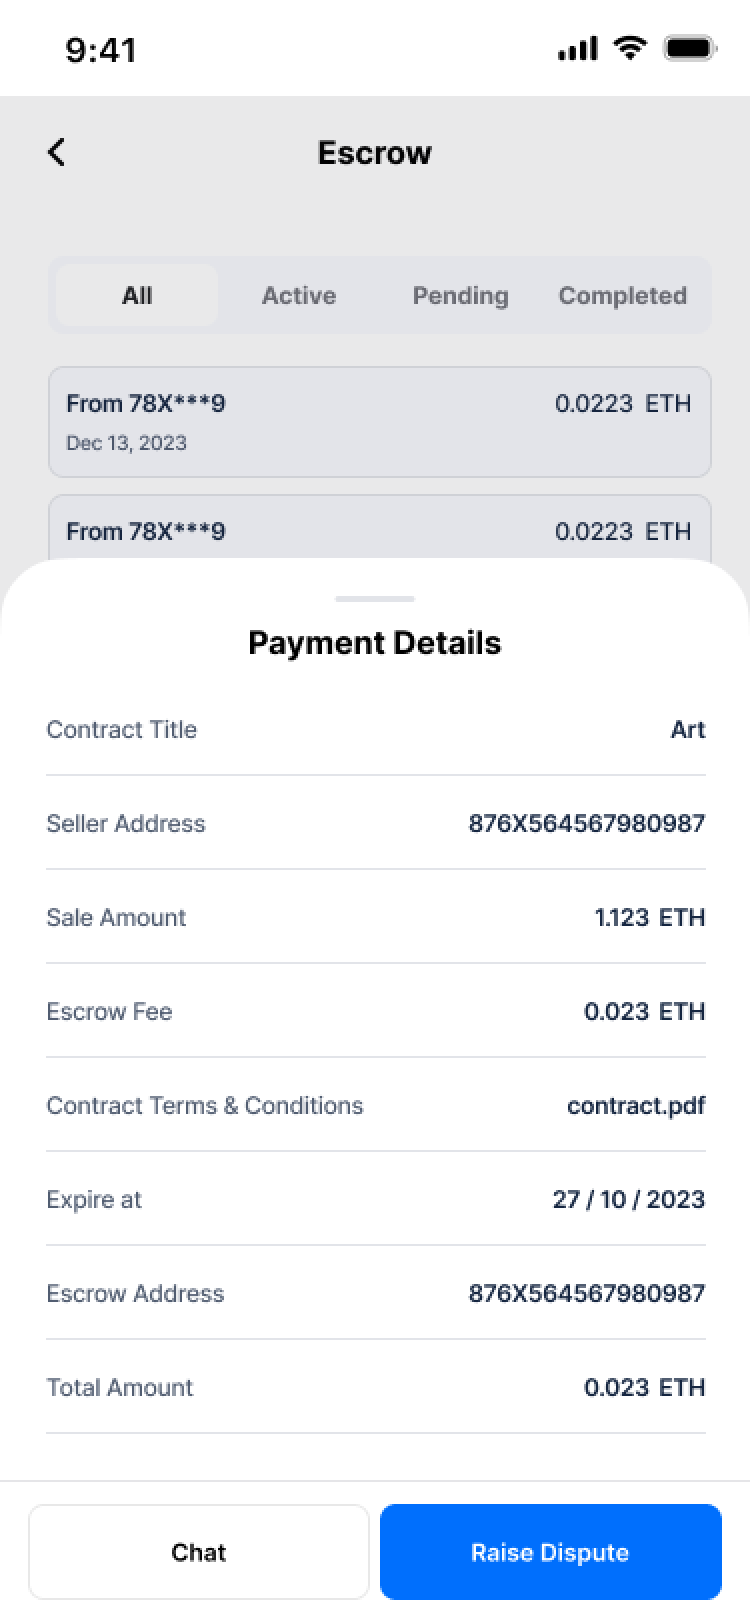 9:41
Escrow
All Active Pending Completed
From 78X***9 0.0223 ETH
Dec 13, 2023
From 78X***9 0.0223 ETH
Payment Details
Contract Title Art
Seller Address 876X564567980987
Sale Amount 1.123 ETH
Escrow Fee 0.023 ETH
Contract Terms & Conditions contract.pdf
Expire at 27 / 10 / 2023
Escrow Address 876X564567980987
Total Amount 0.023 ETH
Chat Raise Dispute